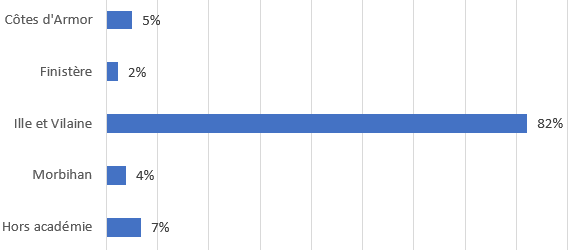 Côtes d'Armor 5%
Finistère 2%
Ille et Vilaine 82%
Morbihan 4%
Hors académie 7%